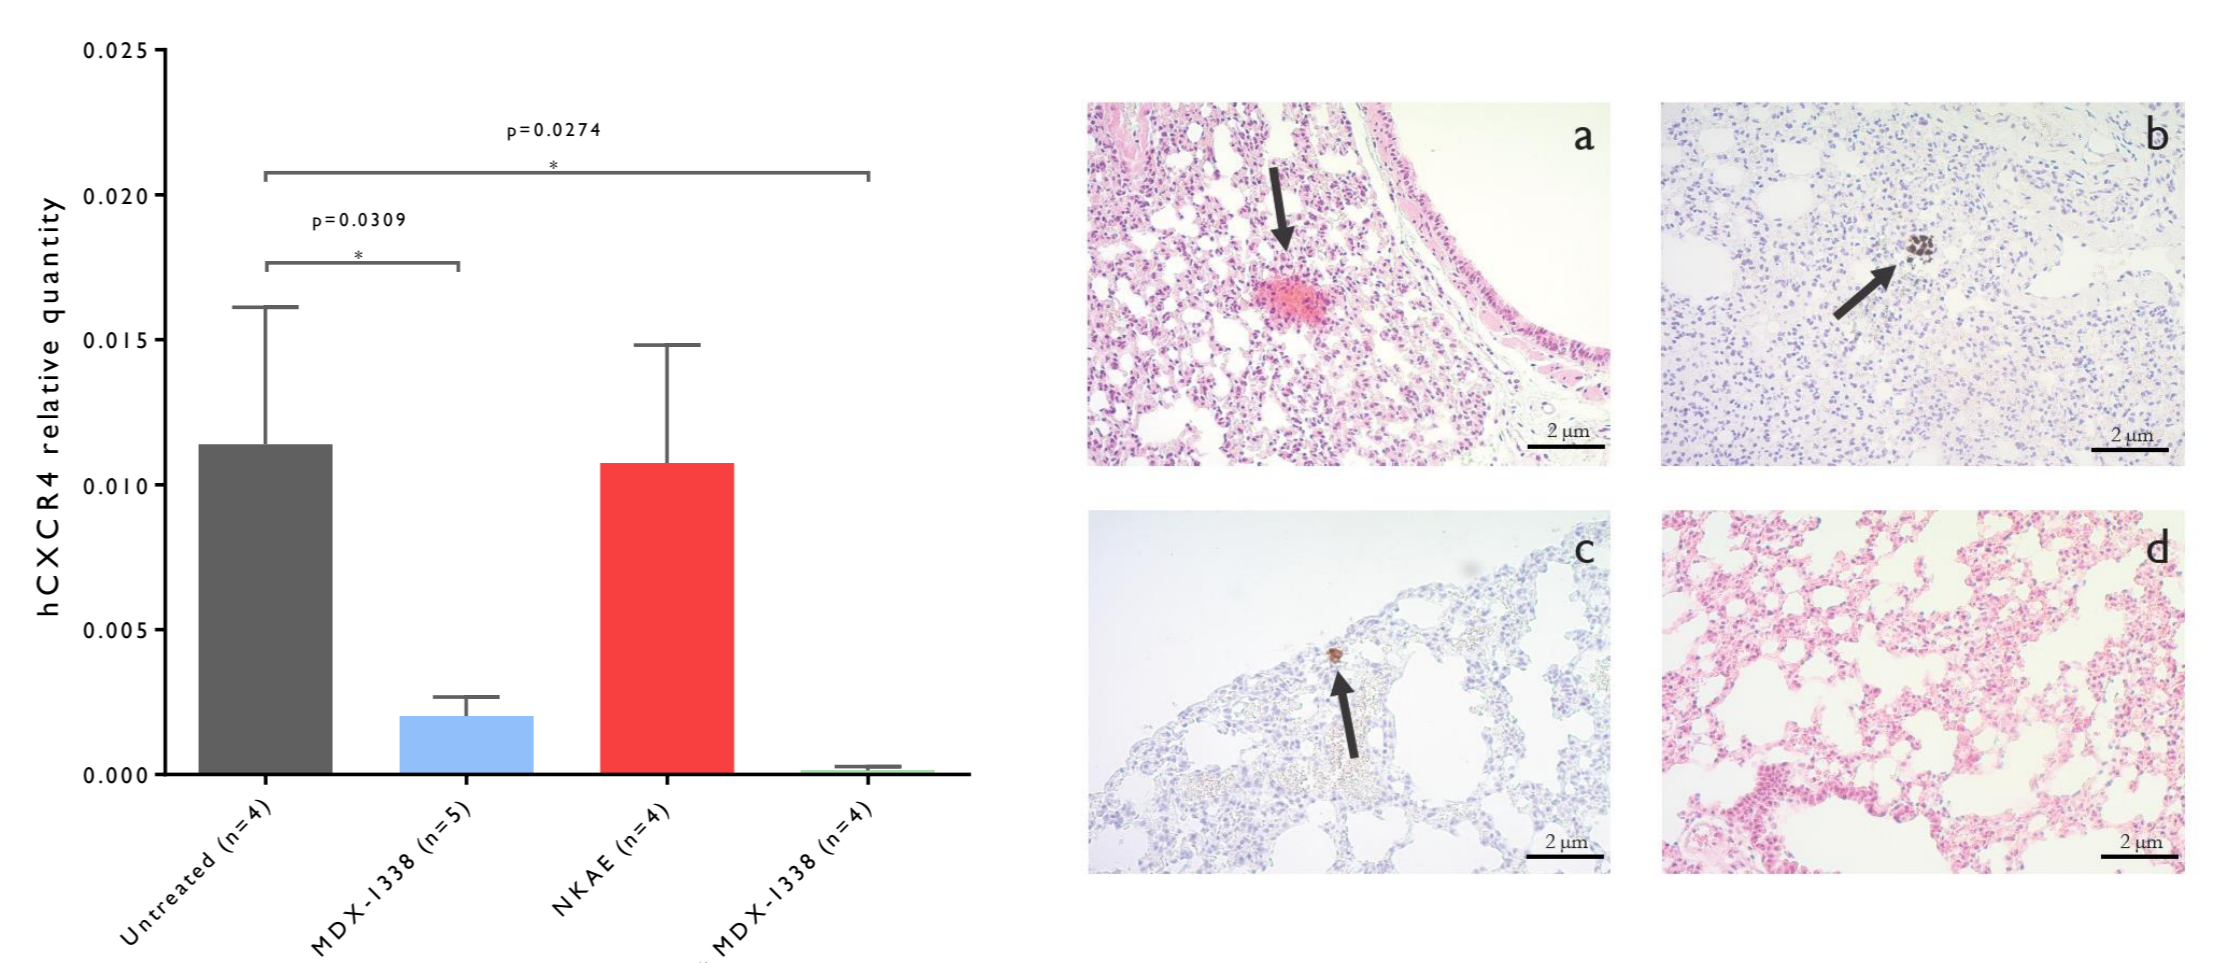 0.025
0.020
0.015
0.010
0.005
0.000
hCXCR4 relative quantity
p=0.0274
*
p=0.0309
*
Untreated (n=4)
MDX-1338 (n=5)
NKAE (n=4)
MDX-1338 (n=4)
a
2 µm
b
2 µm
c
2 µm
d
2 µm